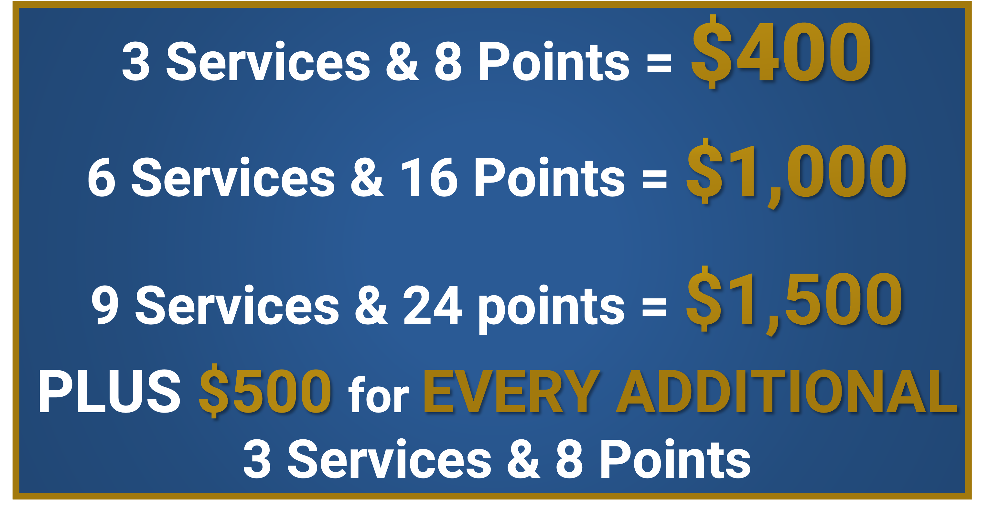 3 Services & 8 Points = $400
6 Services & 16 Points = $1,000
9 Services & 24 points = $1,500
PLUS $500 for EVERY ADDITIONAL
3 Services & 8 Points